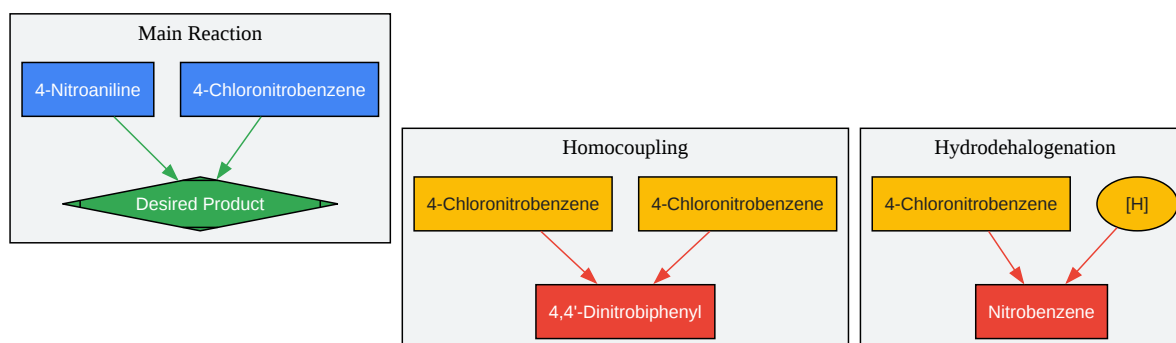 Main Reaction
4-Nitroaniline
4-Chloronitrobenzene
Desired Product
Homocoupling
4-Chloronitrobenzene
4-Chloronitrobenzene
4,4'-Dinitrobiphenyl
Hydrodehalogenation
4-Chloronitrobenzene
[H]
Nitrobenzene